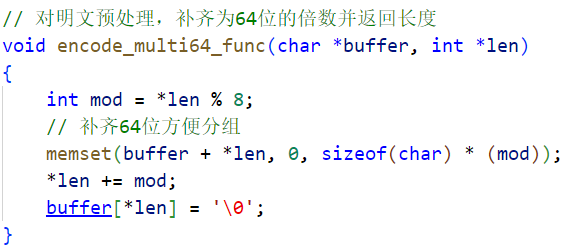 // 对明文预处理，补齐为64位的倍数并返回长度
void encode_multi64_func(char *buffer, int *len)
{
    int mod = *len % 8;
    // 补齐64位方便分组
    memset(buffer + *len, 0, sizeof(char) * (mod));
    *len += mod;
    buffer[*len] = '\0';
}